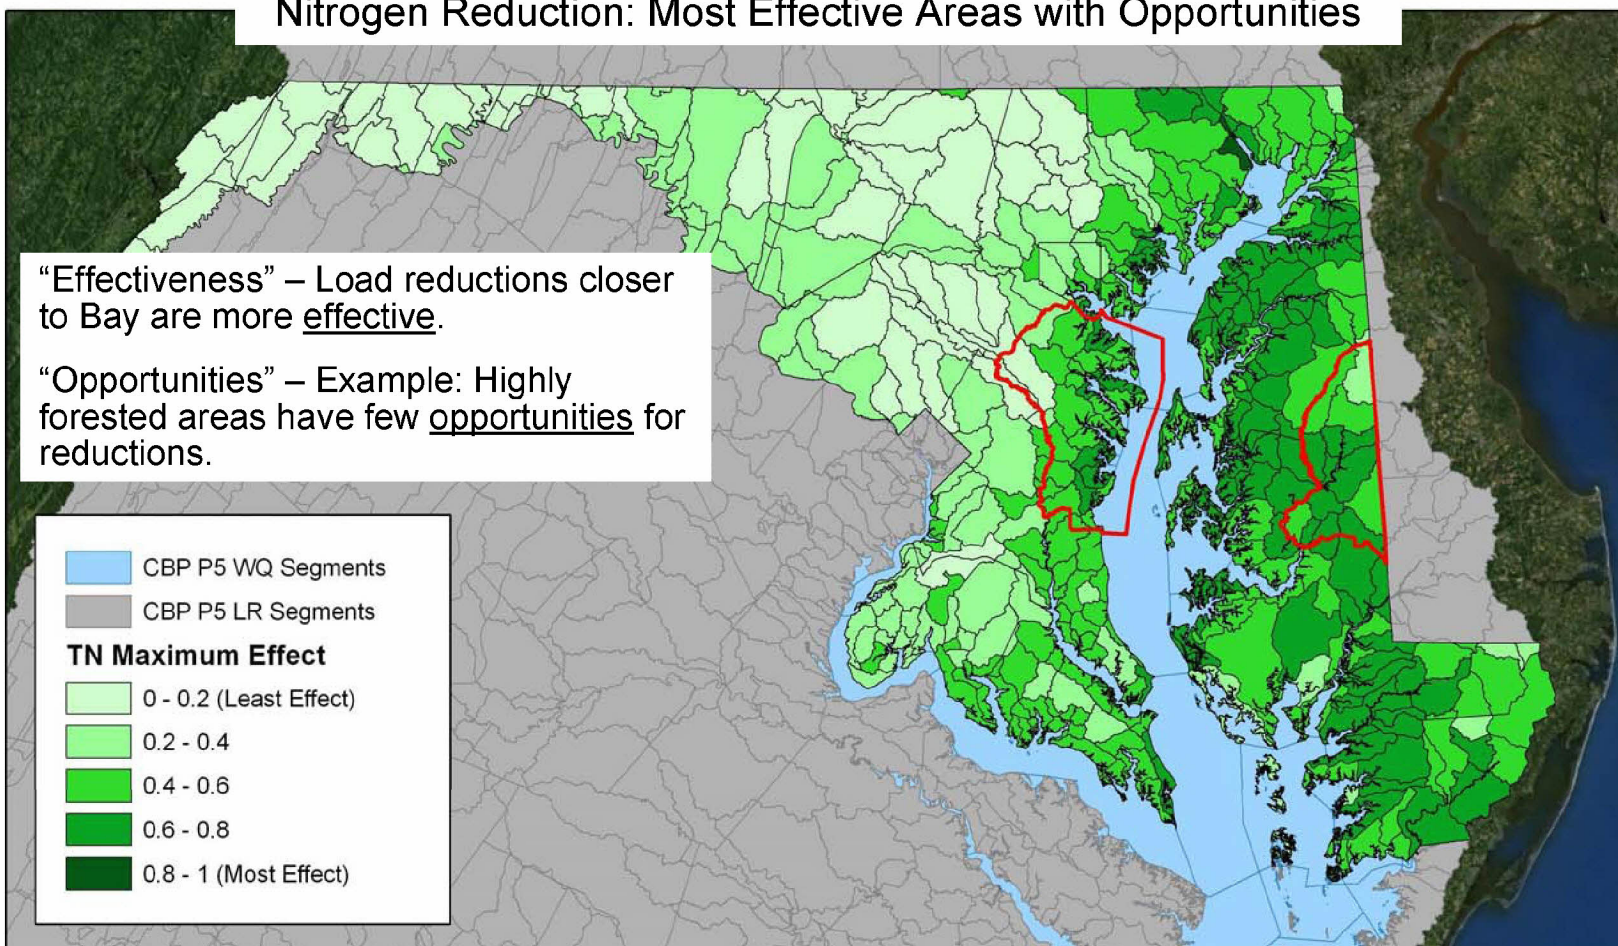 Nitrogen Reduction: Most Effective Areas with Opportunities
“Effectiveness” – Load reductions closer
to Bay are more effective.
“Opportunities” – Example: Highly
forested areas have few opportunities for
reductions.
CBP P5 WQ Segments
CBP P5 LR Segments
TN Maximum Effect
0 - 0.2 (Least Effect)
0.2 - 0.4
0.4 - 0.6
0.6 - 0.8
0.8 - 1 (Most Effect)